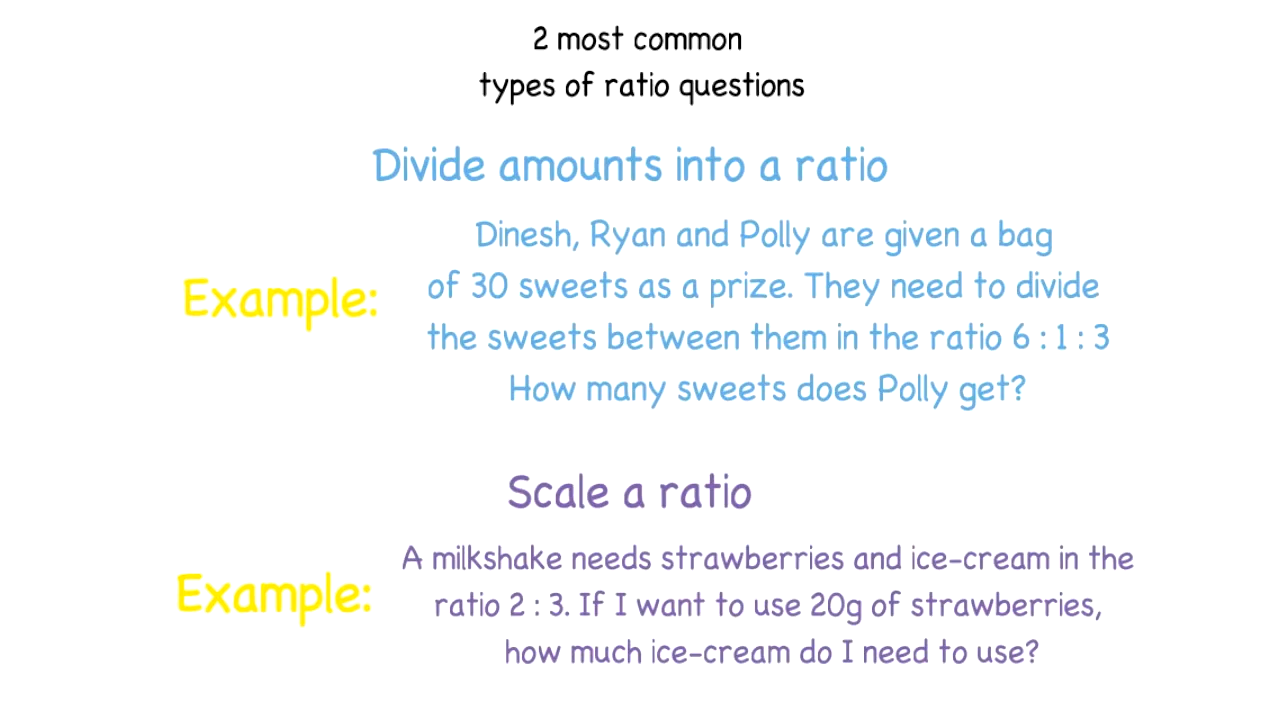 2 most common
types of ratio questions
Divide amounts into a ratio
Example:
Dinesh, Ryan and Polly are given a bag
of 30 sweets as a prize. They need to divide
the sweets between them in the ratio 6 : 1 : 3
How many sweets does Polly get?
Scale a ratio
Example:
A milkshake needs strawberries and ice-cream in the
ratio 2 : 3. If I want to use 20g of strawberries,
how much ice-cream do I need to use?